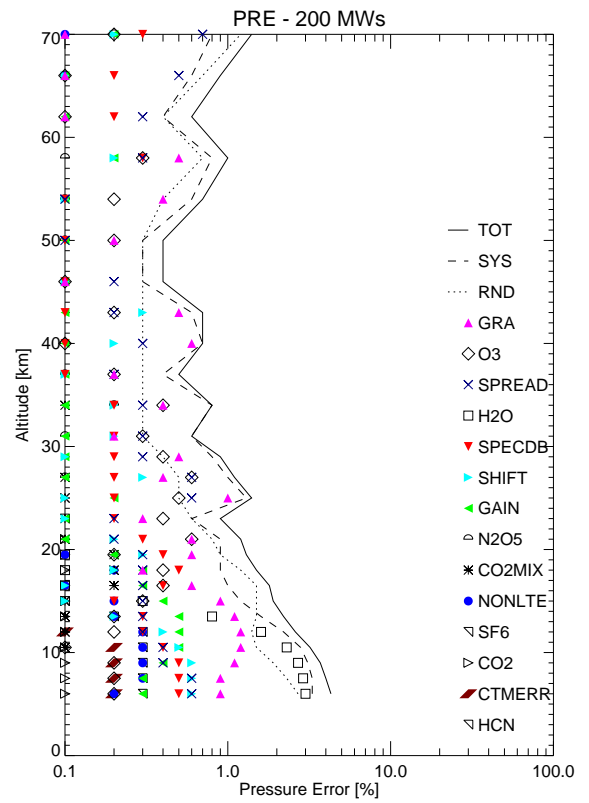 PRE - 200 MWs
70
60
50
40
30
20
10
0
Altitude [km]
0.1
1.0
10.0
100.0
Pressure Error [%]
TOT
SYS
RND
GRA
O3
SPREAD
H2O
SPECDB
SHIFT
GAIN
N2O5
CO2MIX
NONLTE
SF6
CO2
CTMERR
HCN